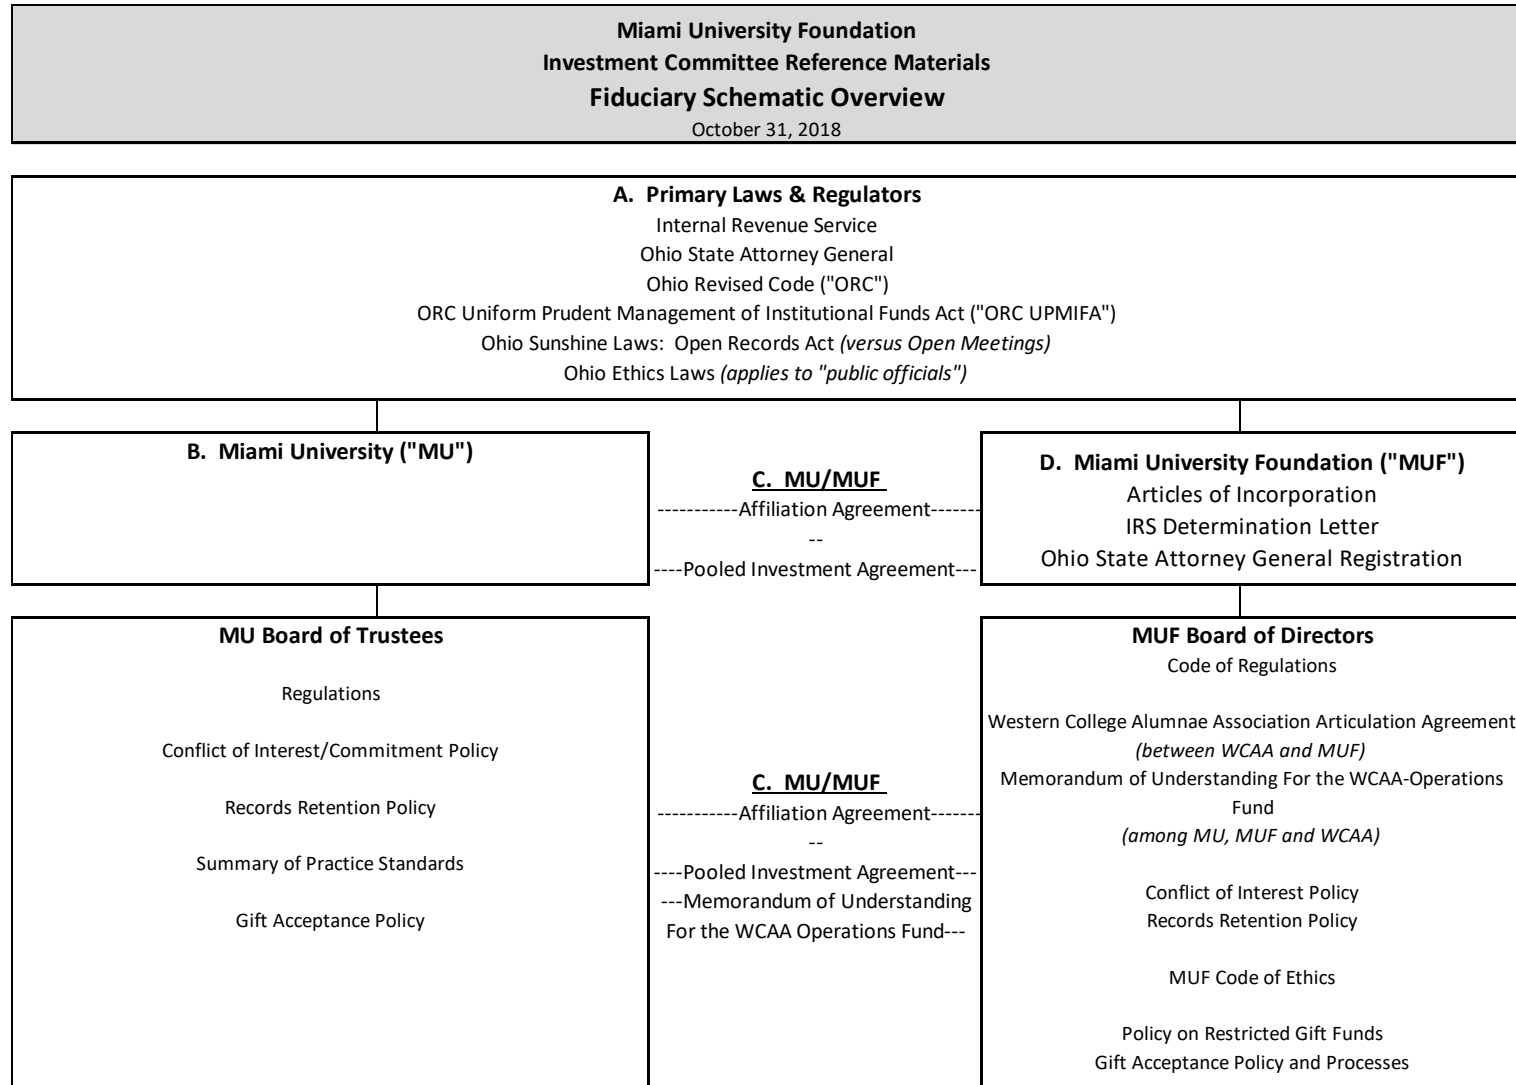 Miami University Foundation
Investment Committee Reference Materials
Fiduciary Schematic Overview
October 31, 2018
A.  Primary Laws & Regulators
Internal Revenue Service
Ohio State Attorney General
Ohio Revised Code ("ORC")
ORC Uniform Prudent Management of Institutional Funds Act ("ORC UPMIFA")
Ohio Sunshine Laws:  Open Records Act (versus Open Meetings)
Ohio Ethics Laws (applies to "public officials")
B.  Miami University ("MU")
C.  MU/MUF
-----------Affiliation Agreement-------
--
----Pooled Investment Agreement---
D.  Miami University Foundation ("MUF")
Articles of Incorporation
IRS Determination Letter
Ohio State Attorney General Registration
MU Board of Trustees
Regulations
Conflict of Interest/Commitment Policy
Records Retention Policy
Summary of Practice Standards
Gift Acceptance Policy
C.  MU/MUF
-----------Affiliation Agreement-------
--
----Pooled Investment Agreement---
---Memorandum of Understanding
For the WCAA Operations Fund---
MUF Board of Directors
Code of Regulations
Western College Alumnae Association Articulation Agreement
(between WCAA and MUF)
Memorandum of Understanding For the WCAA-Operations
Fund
(among MU, MUF and WCAA)
Conflict of Interest Policy
Records Retention Policy
MUF Code of Ethics
Policy on Restricted Gift Funds
Gift Acceptance Policy and Processes